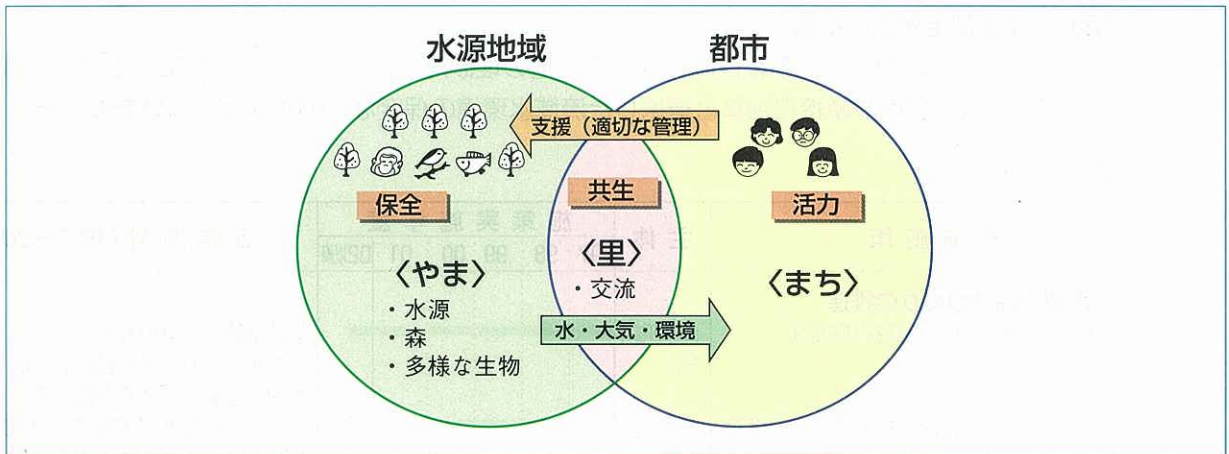 水源地域
都市
支援（適切な管理）
保全
共生
活力
〈やま〉
・水源
・森
・多様な生物
〈里〉
・交流
〈まち〉
水・大気・環境